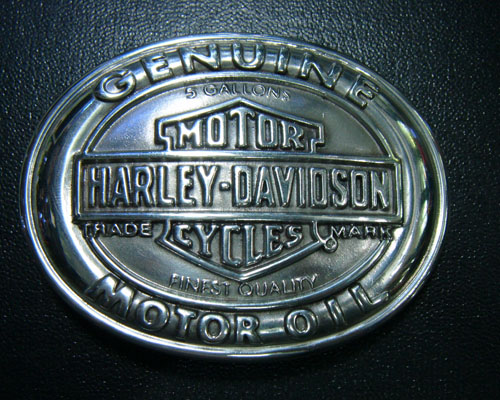 GENUINE
5 GALLONS
MOTOR
HARLEY-DAVIDSON
TRADE MARK
CYCLES
FINEST QUALITY
MOTOR OIL